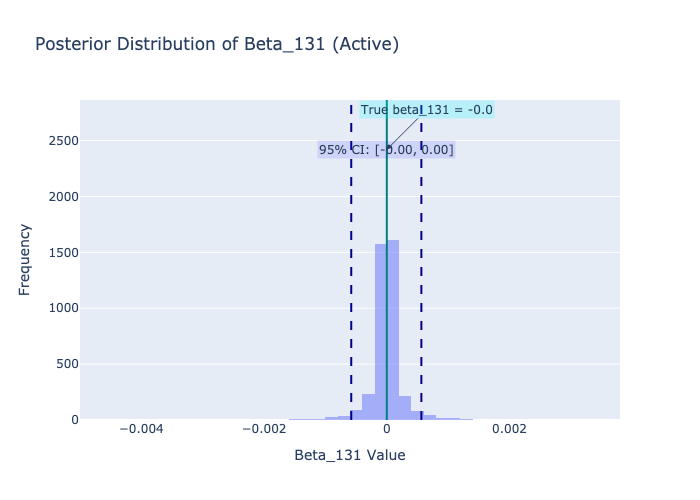 Posterior Distribution of Beta_131 (Active)
True beta_131 = -0.0
95% CI: [-0.00, 0.00]
2500
2000
1500
1000
500
0
Frequency
−0.004
−0.002
0
0.002
Beta_131 Value